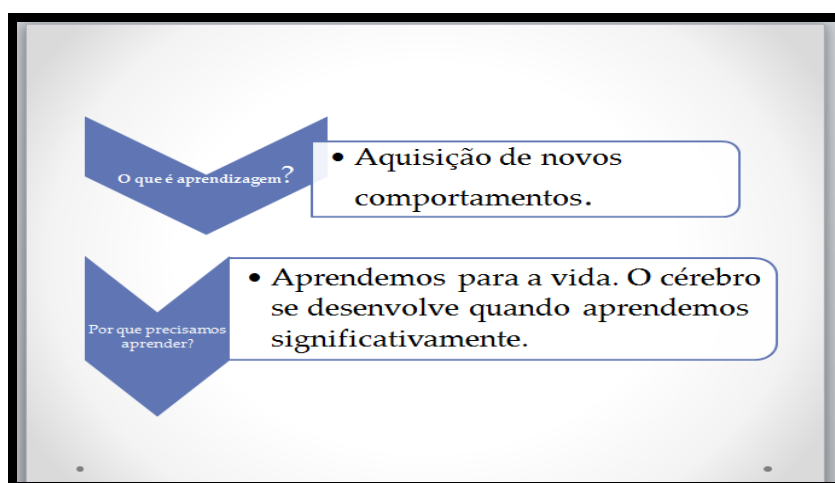 O que é aprendizagem?
• Aquisição de novos
comportamentos.
Por que precisamos
aprender?
• Aprendemos para a vida. O cérebro
se desenvolve quando aprendemos
significativamente.